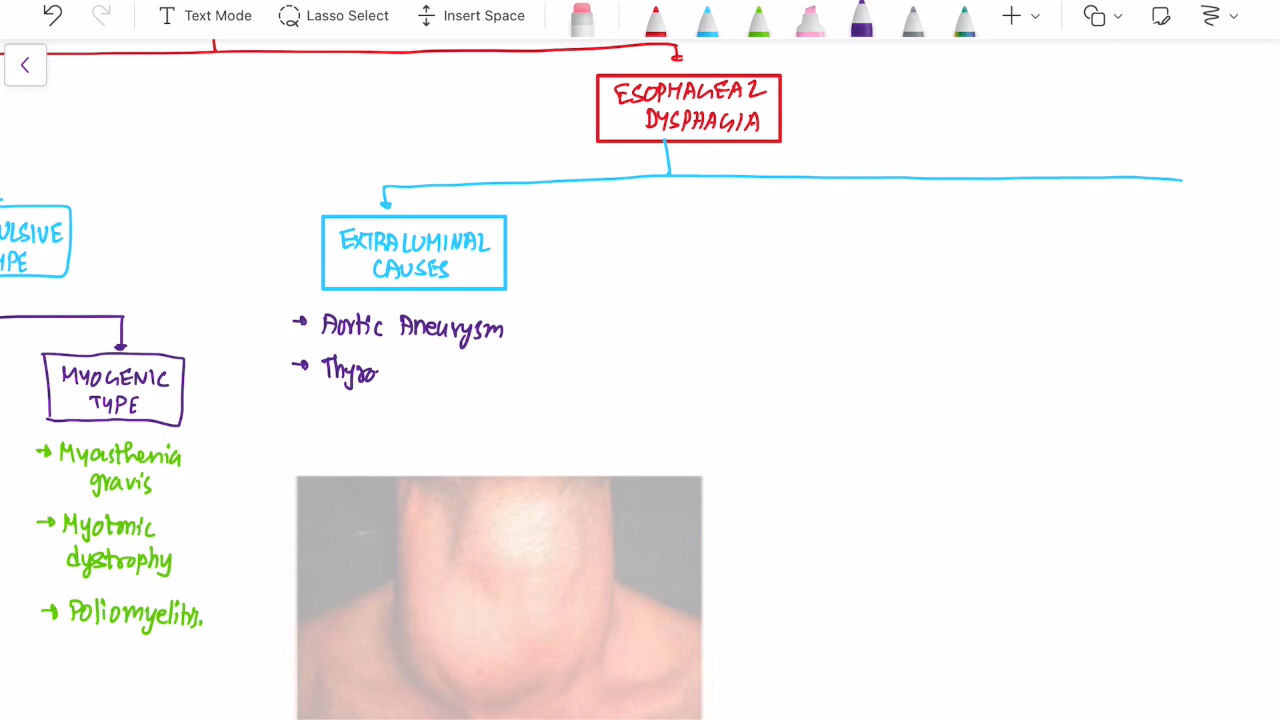 Text Mode
Lasso Select
Insert Space
ESOPHAGEAL
DYSPHAGIA
ULSIVE
YPE
EXTRALUMINAL
CAUSES
→ Aortic Aneurysm
→ Thyro
MYOGENIC
TYPE
→ Myasthenia
gravis
→ Myotonic
dystrophy
→ Poliomyelitis.